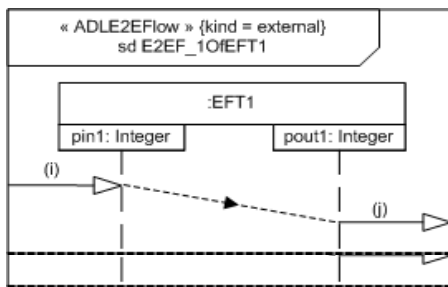 « ADLE2EFlow » {kind = external}
sd E2EF_1OfEFT1
:EFT1
pin1: Integer
pout1: Integer
(i)
(j)